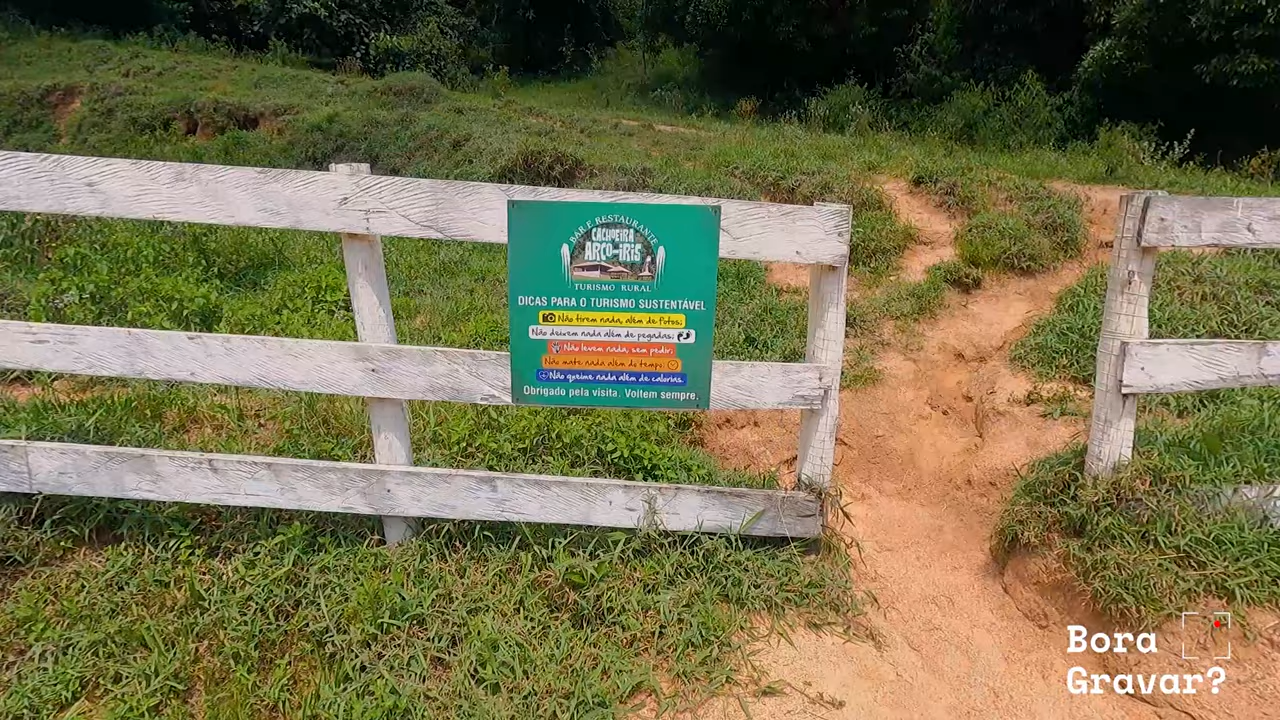 BAR E RESTAURANTE
CACHOEIRA
ARCO-ÍRIS
TURISMO RURAL
DICAS PARA O TURISMO SUSTENTÁVEL
Não tirem nada, além de fotos;
Não deixem nada além de pegadas;
Não levem nada, sem pedir;
Não mate nada além do tempo;
Não queime nada além de calorias.
Obrigado pela visita. Voltem sempre.
Bora
Gravar?